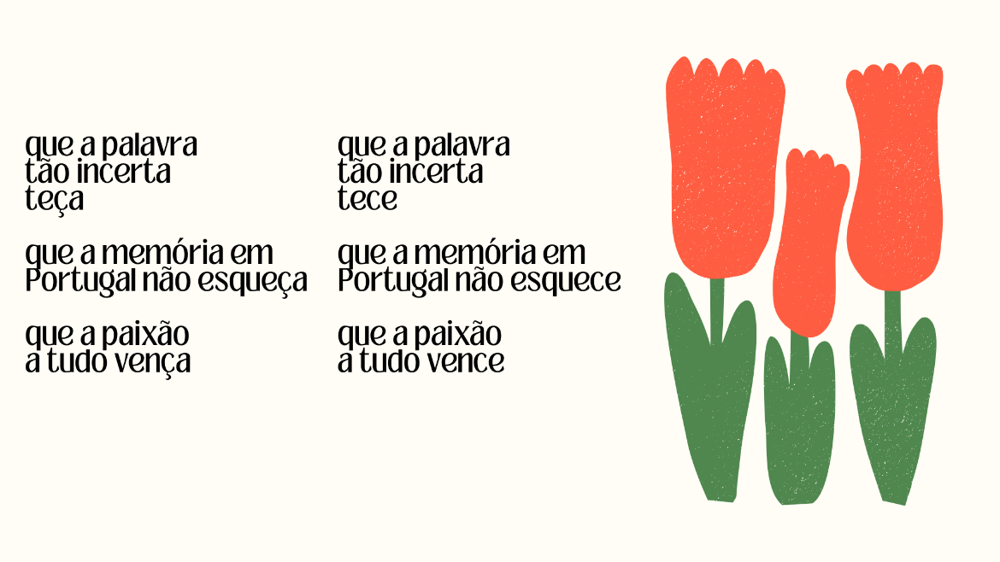 que a palavra
tão incerta
teça
que a memória em
Portugal não esqueça
que a paixão
a tudo vença
que a palavra
tão incerta
tece
que a memória em
Portugal não esquece
que a paixão
a tudo vence